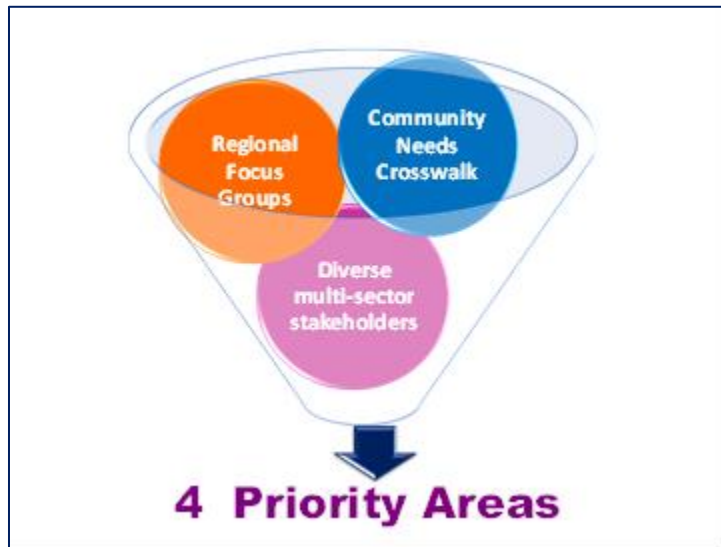 Regional
Focus
Groups
Community
Needs
Crosswalk
Diverse
multi-sector
stakeholders
4 Priority Areas